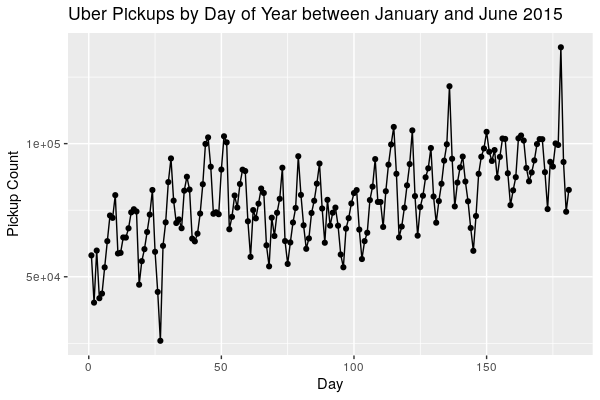 Uber Pickups by Day of Year between January and June 2015
Pickup Count
1e+05
5e+04
0 50 100 150
Day